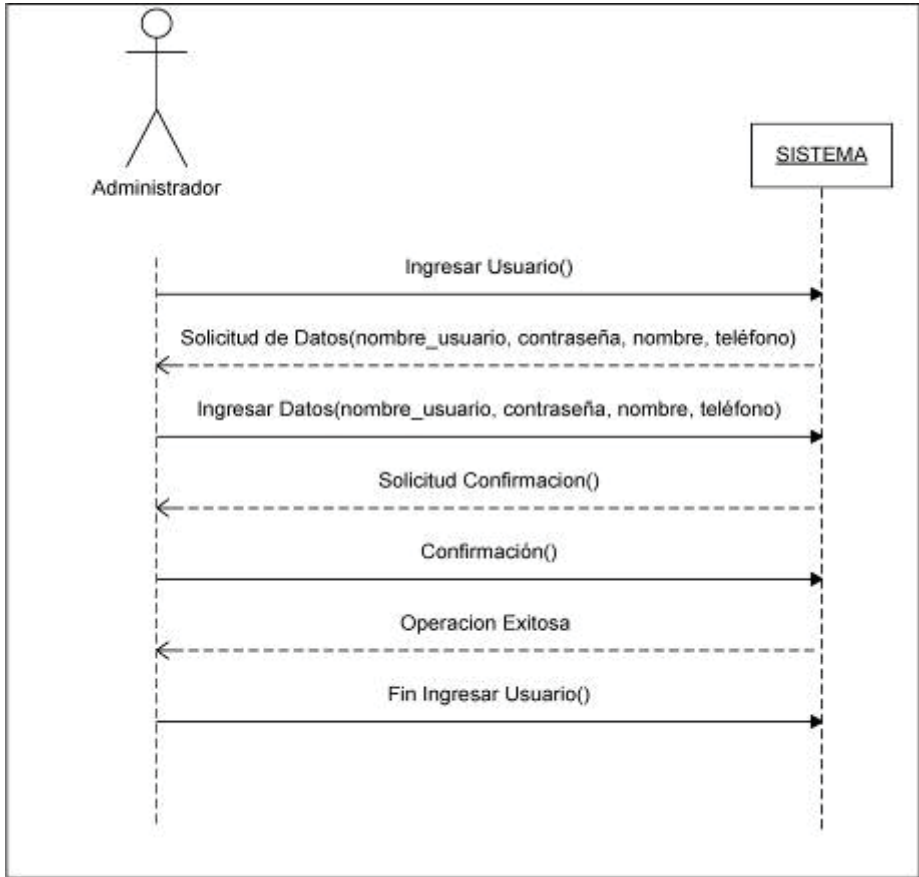 Administrador
SISTEMA
Ingresar Usuario()
Solicitud de Datos(nombre_usuario, contraseña, nombre, teléfono)
Ingresar Datos(nombre_usuario, contraseña, nombre, teléfono)
Solicitud Confirmacion()
Confirmación()
Operacion Exitosa
Fin Ingresar Usuario()